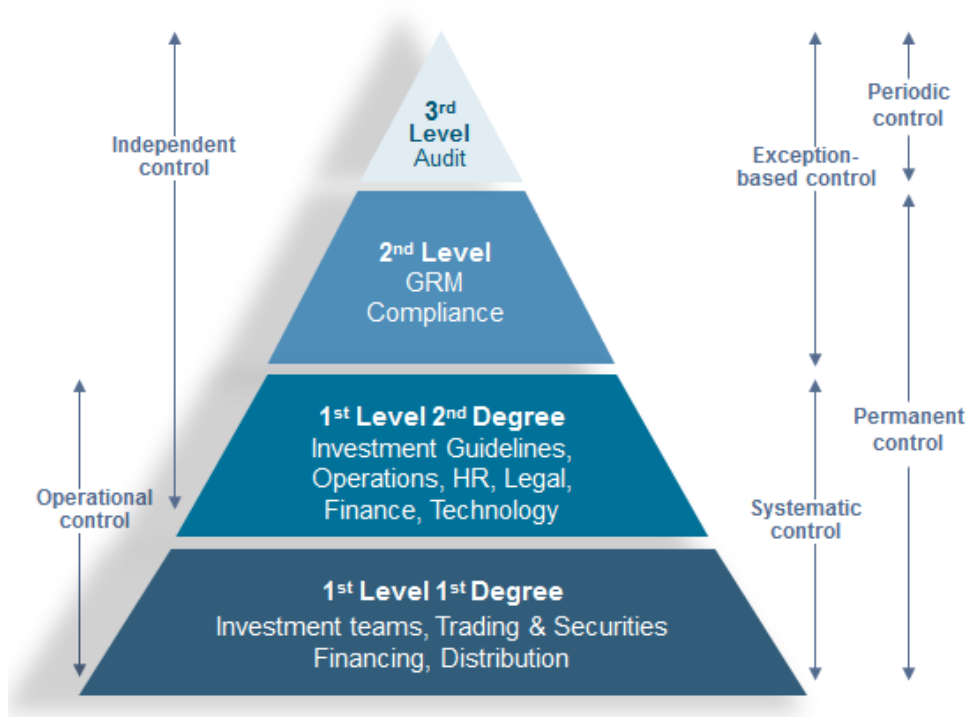 3rd
Level
Audit
2nd Level
GRM
Compliance
1st Level 2nd Degree
Investment Guidelines,
Operations, HR, Legal,
Finance, Technology
1st Level 1st Degree
Investment teams, Trading & Securities
Financing, Distribution
Independent
control
Operational
control
Exception-
based control
Systematic
control
Periodic
control
Permanent
control